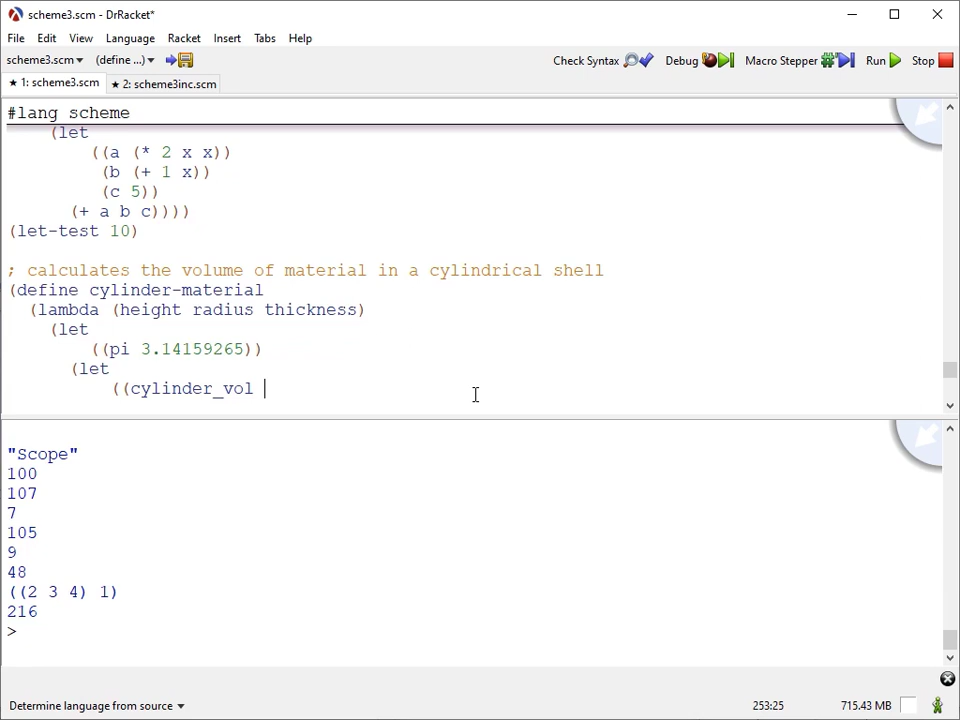 scheme3.scm - DrRacket*
File Edit View Language Racket Insert Tabs Help
scheme3.scm▾ (define ...)▾ Check Syntax Debug Macro Stepper Run Stop
★ 1: scheme3.scm ★ 2: scheme3inc.scm
#lang scheme
(let
((a (* 2 x x))
(b (+ 1 x))
(c 5))
(+ a b c))))
(let-test 10)
; calculates the volume of material in a cylindrical shell
(define cylinder-material
(lambda (height radius thickness)
(let
((pi 3.14159265))
(let
((cylinder_vol
"Scope"
100
107
7
105
9
48
((2 3 4) 1)
216
>
Determine language from source▾ 253:25 715.43 MB